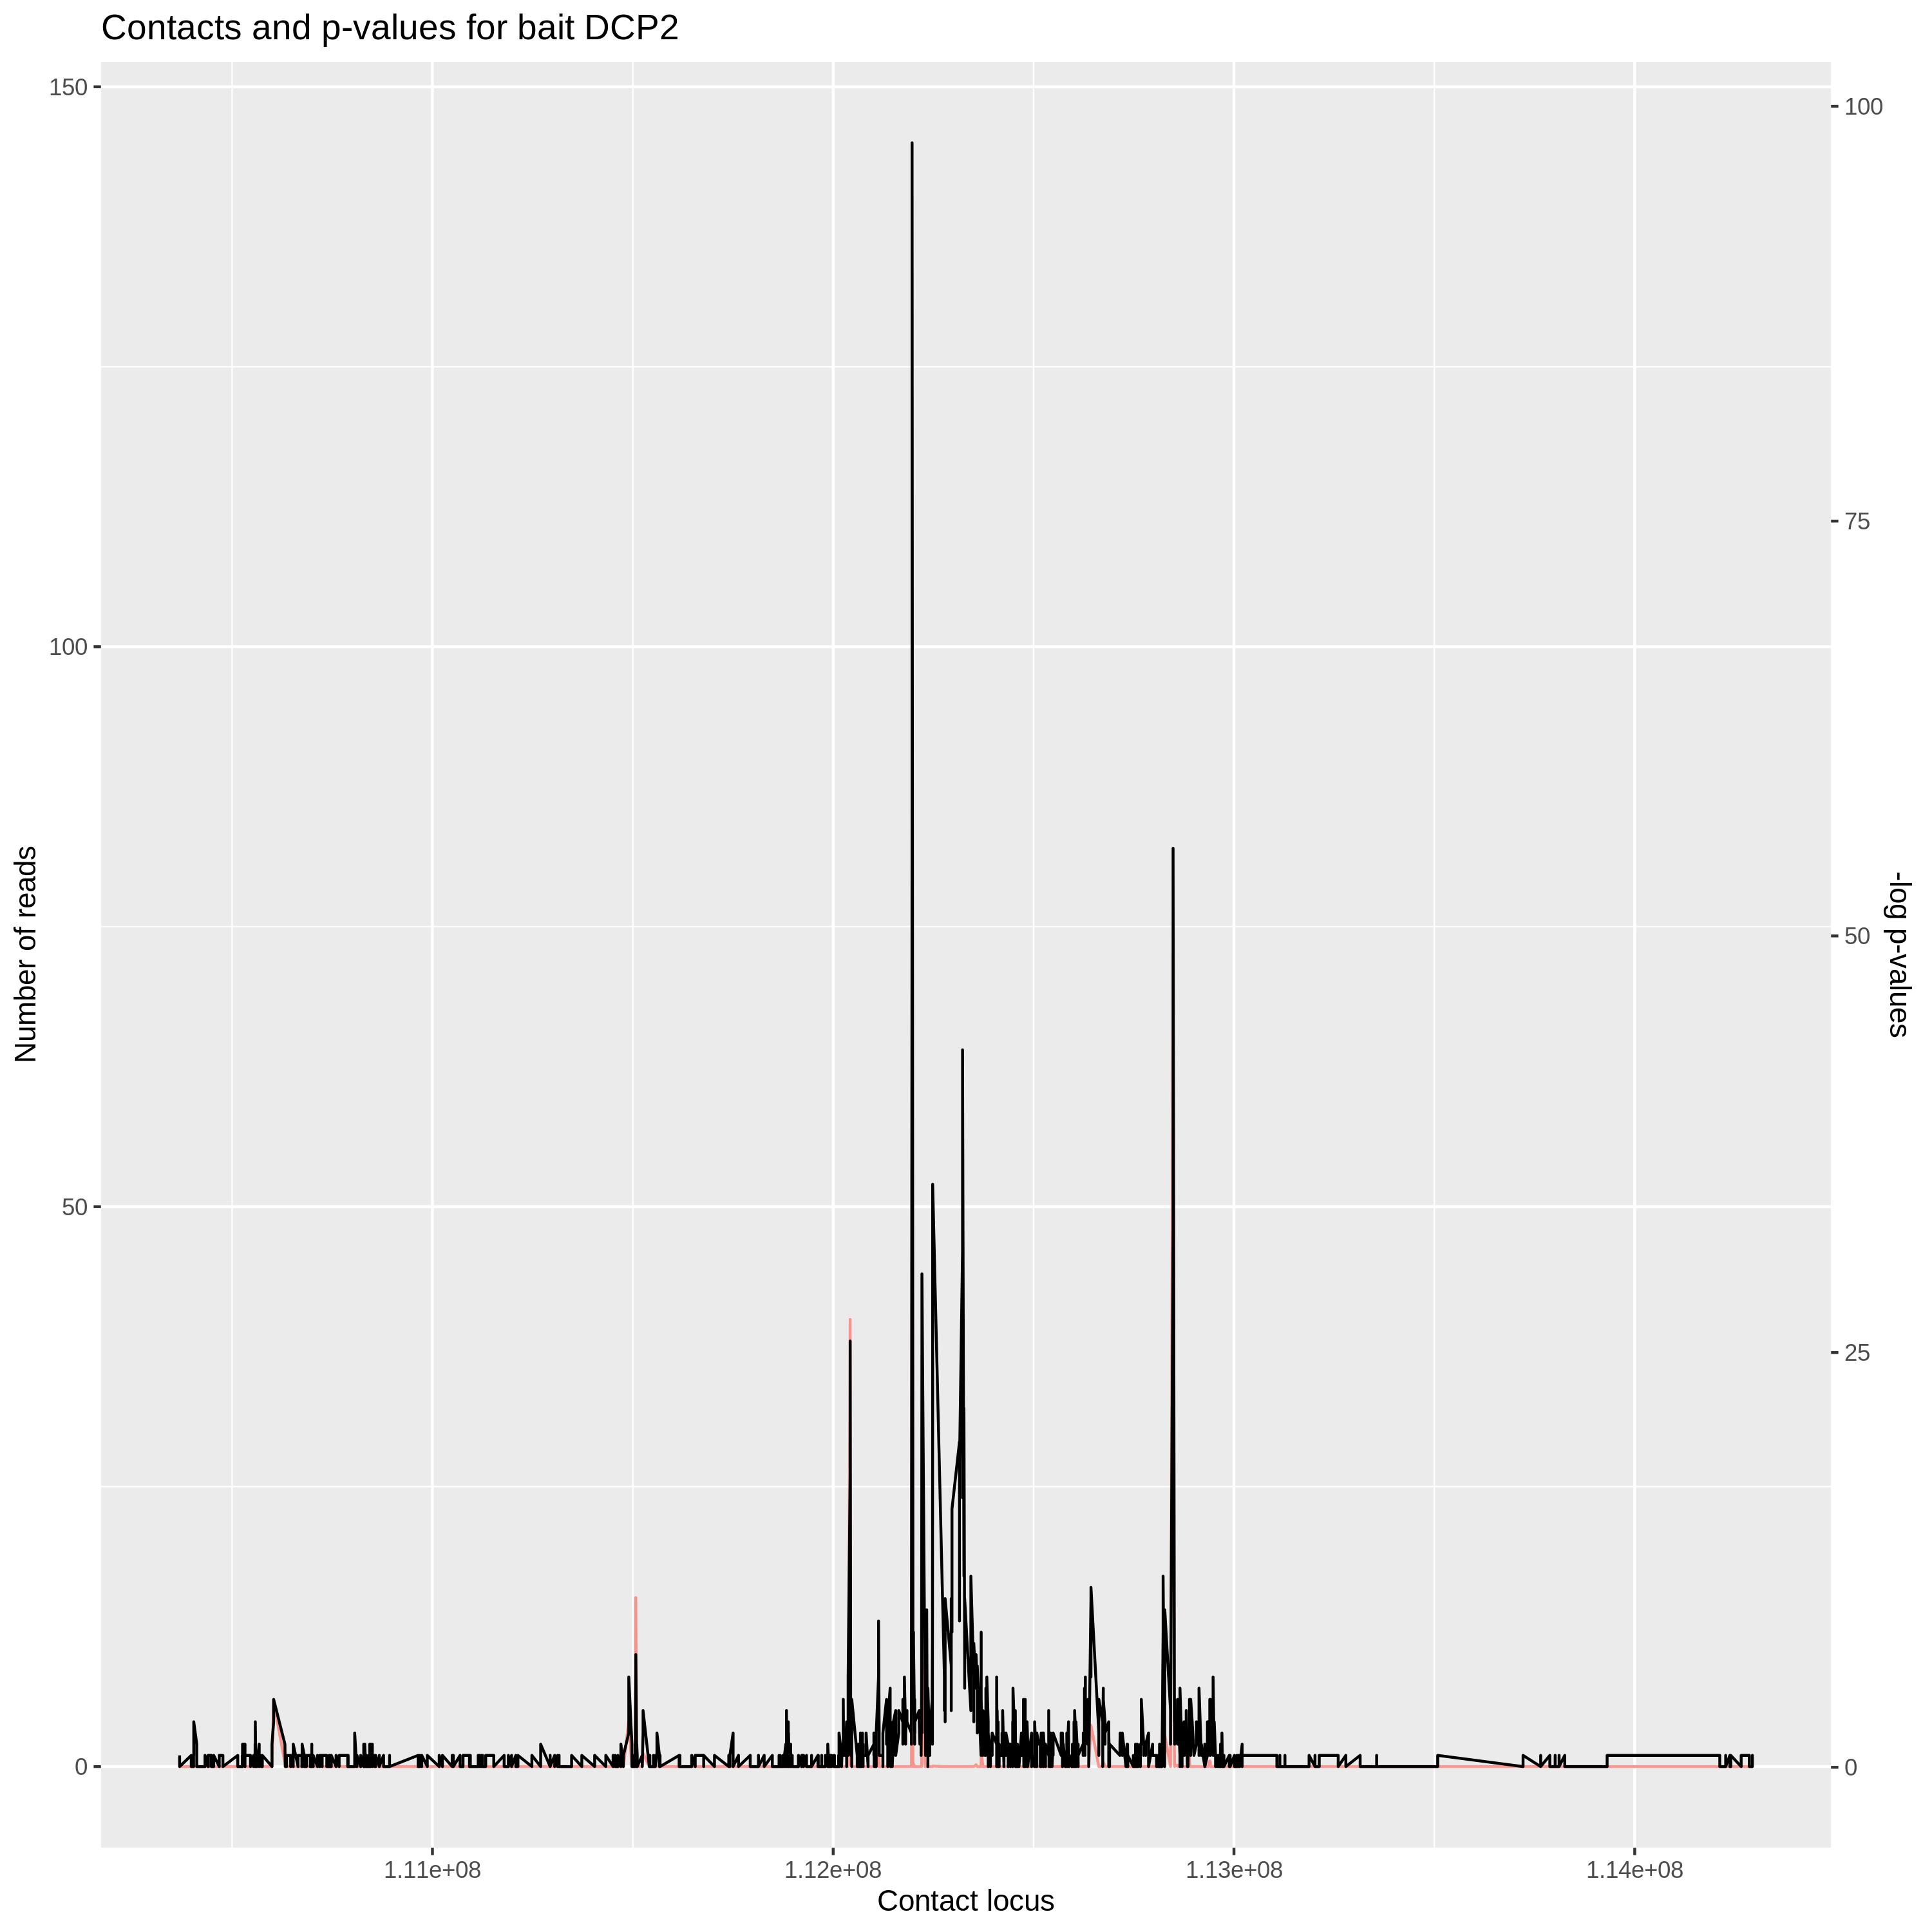 Contacts and p-values for bait DCP2
150
100
50
0
Number of reads
100
75
50
25
0
-log p-values
1.11e+08
1.12e+08
1.13e+08
1.14e+08
Contact locus